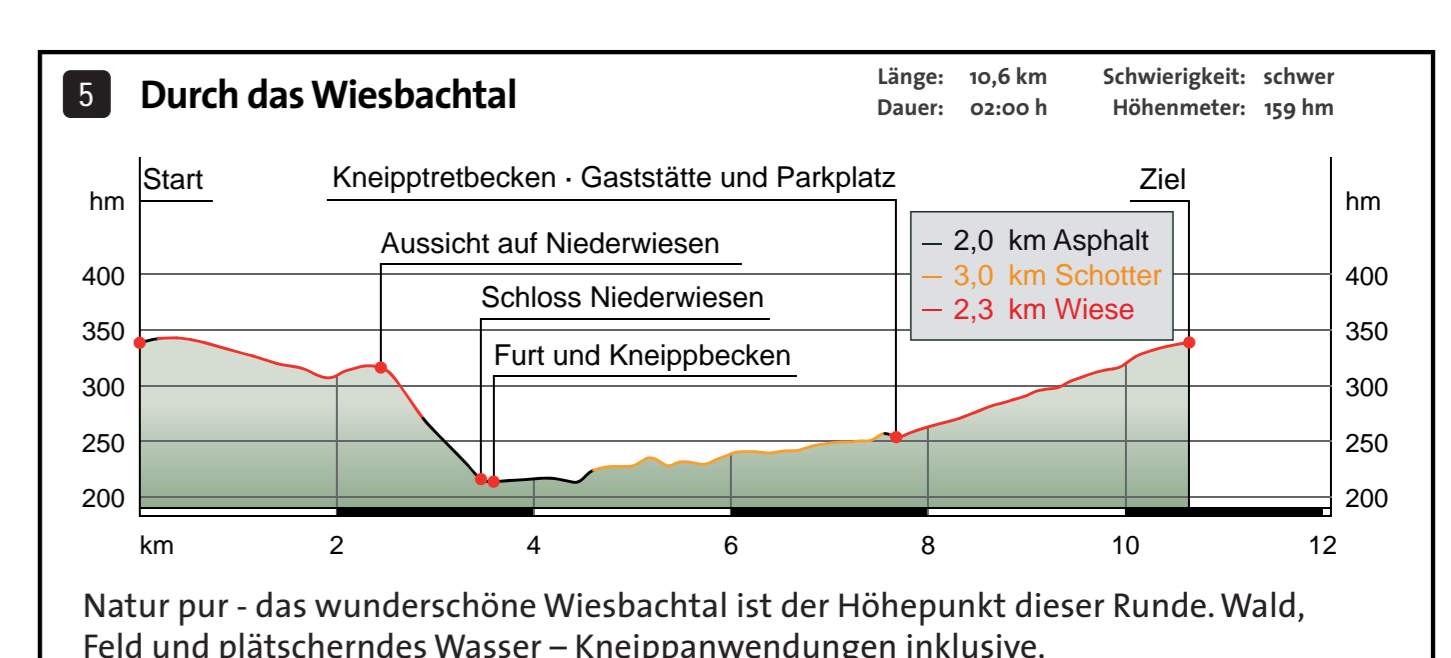 5 Durch das Wiesbachtal
Länge: 10,6 km Schwierigkeit: schwer
Dauer: 02:00 h Höhenmeter: 159 hm
Start
Kneipptretbecken · Gaststätte und Parkplatz
Ziel
hm
hm
Aussicht auf Niederwiesen
Schloss Niederwiesen
Furt und Kneippbecken
2,0 km Asphalt
3,0 km Schotter
2,3 km Wiese
400 400
350 350
300 300
250 250
200 200
km 2 4 6 8 10 12
Natur pur - das wunderschöne Wiesbachtal ist der Höhepunkt dieser Runde. Wald,
Feld und plätscherndes Wasser – Kneippanwendungen inklusive.